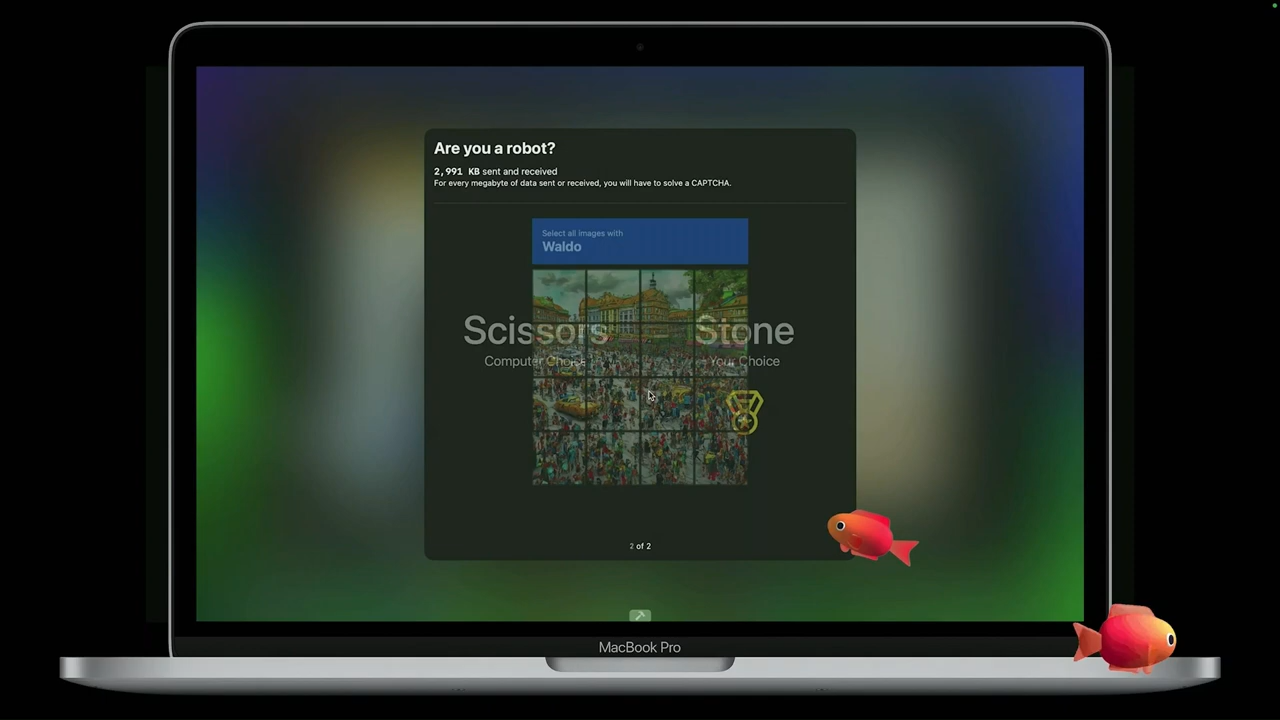 Are you a robot?
2,991 KB sent and received
For every megabyte of data sent or received, you will have to solve a CAPTCHA.
Select all images with
Waldo
Scissors
Stone
Computer Choice
Your Choice
2 of 2
MacBook Pro